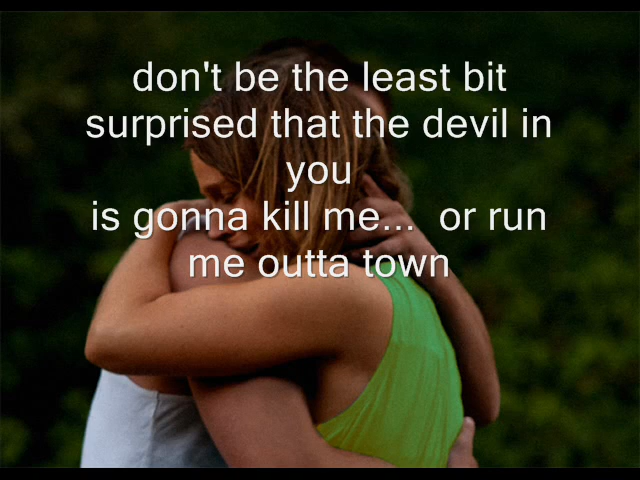 don't be the least bit
surprised that the devil in
you
is gonna kill me...  or run
me outta town